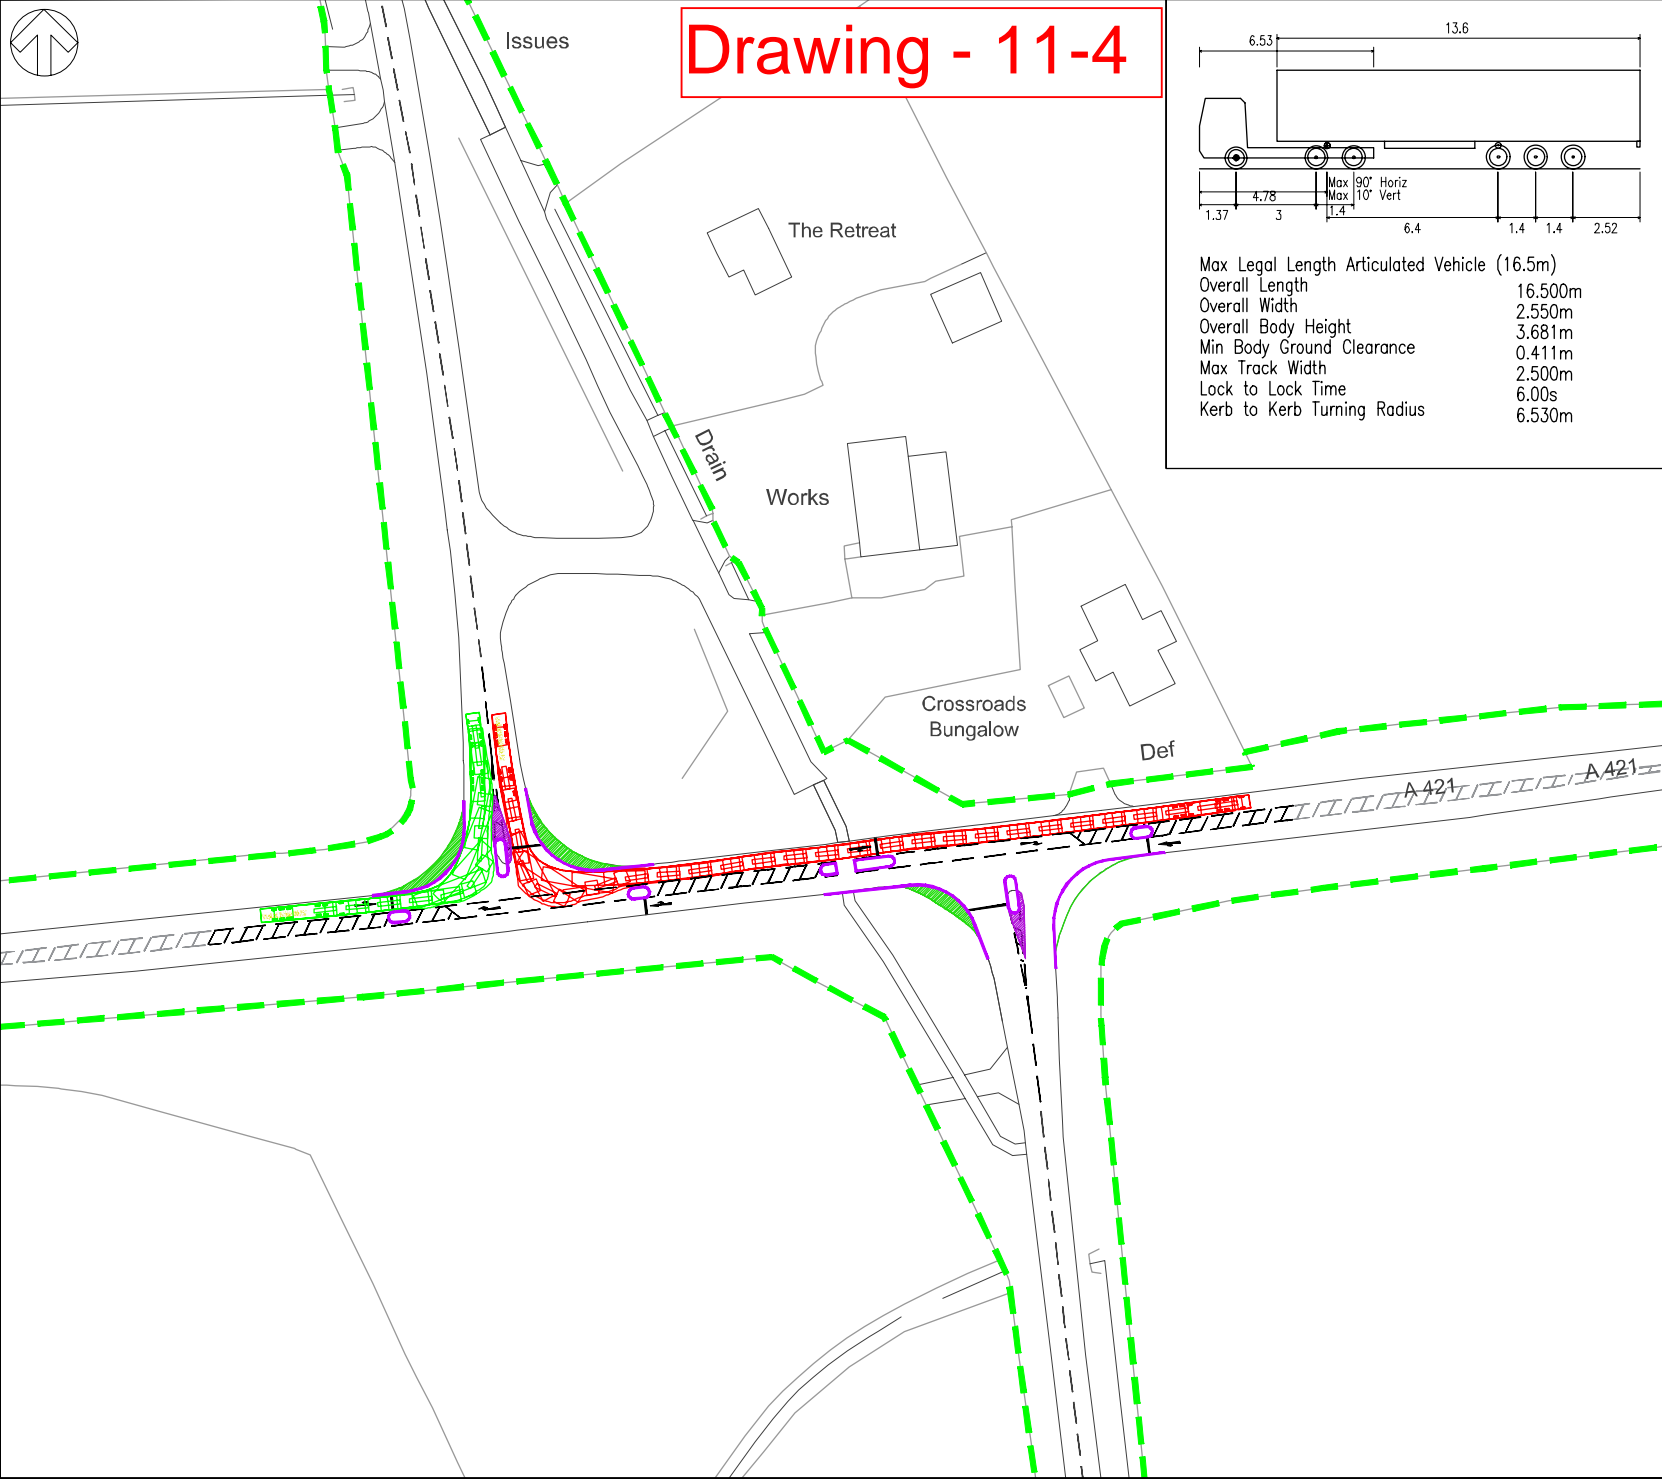 Drawing - 11-4
Issues
The Retreat
Drain
Works
Crossroads
Bungalow
Def
A 421
A 421
13.6
6.53
Max 90° Horiz
Max 10° Vert
4.78
1.37
3
1.4
6.4
1.4
1.4
2.52
Max Legal Length Articulated Vehicle (16.5m)
Overall Length 16.500m
Overall Width 2.550m
Overall Body Height 3.681m
Min Body Ground Clearance 0.411m
Max Track Width 2.500m
Lock to Lock Time 6.00s
Kerb to Kerb Turning Radius 6.530m